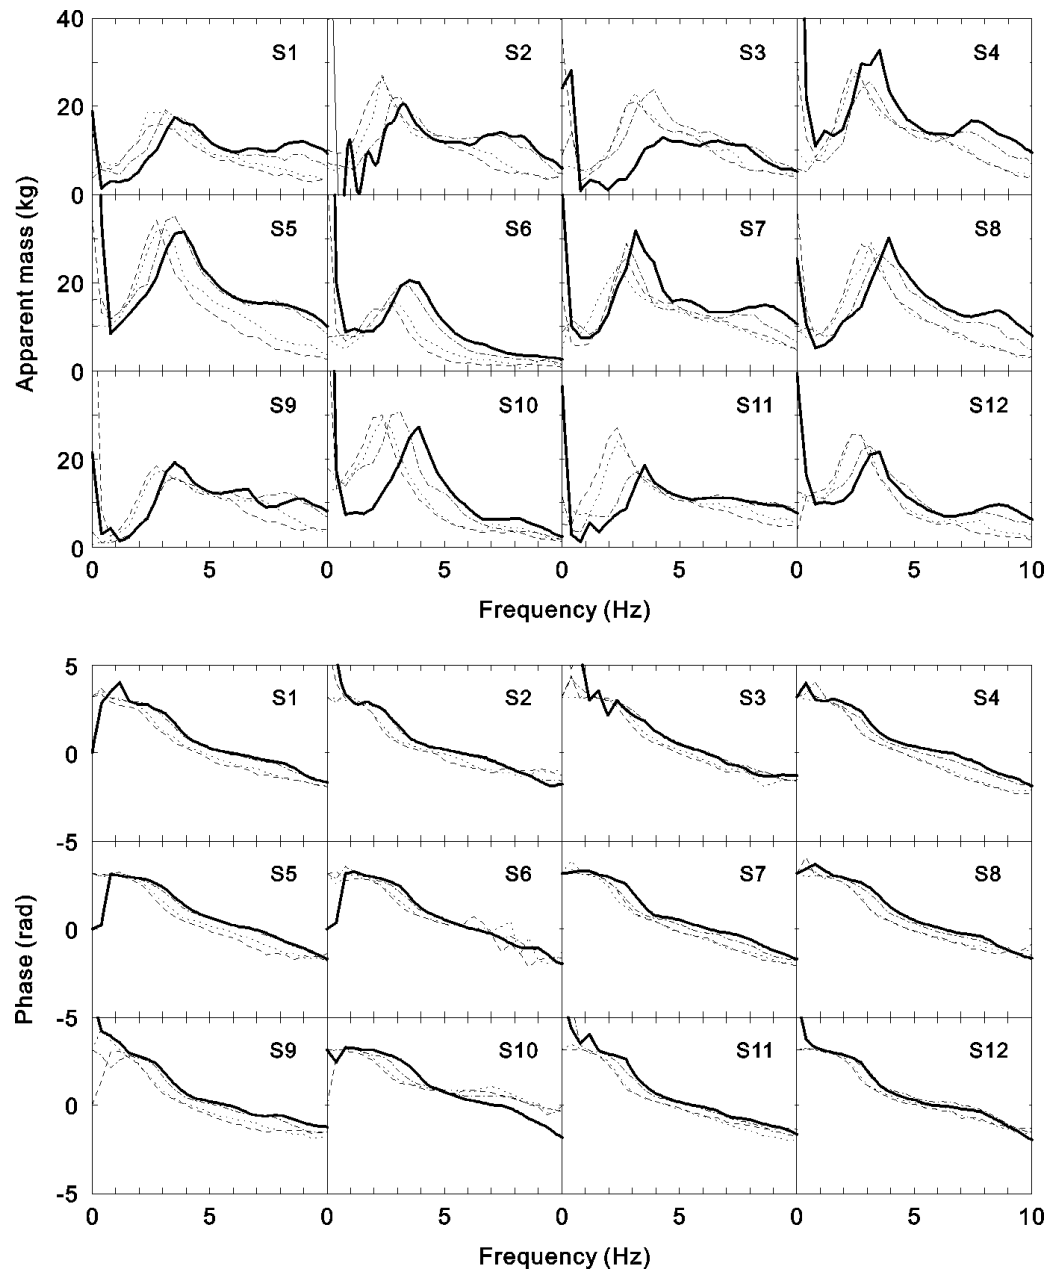 40
S1 S2 S3 S4
20
0
S5 S6 S7 S8
20
Apparent mass (kg)
0
S9 S10 S11 S12
20
0
0 5 0 5 0 5 0 5 10
Frequency (Hz)
5
S1 S2 S3 S4
0
-5
S5 S6 S7 S8
0
Phase (rad)
-5
S9 S10 S11 S12
0
-5
0 5 0 5 0 5 0 5 10
Frequency (Hz)